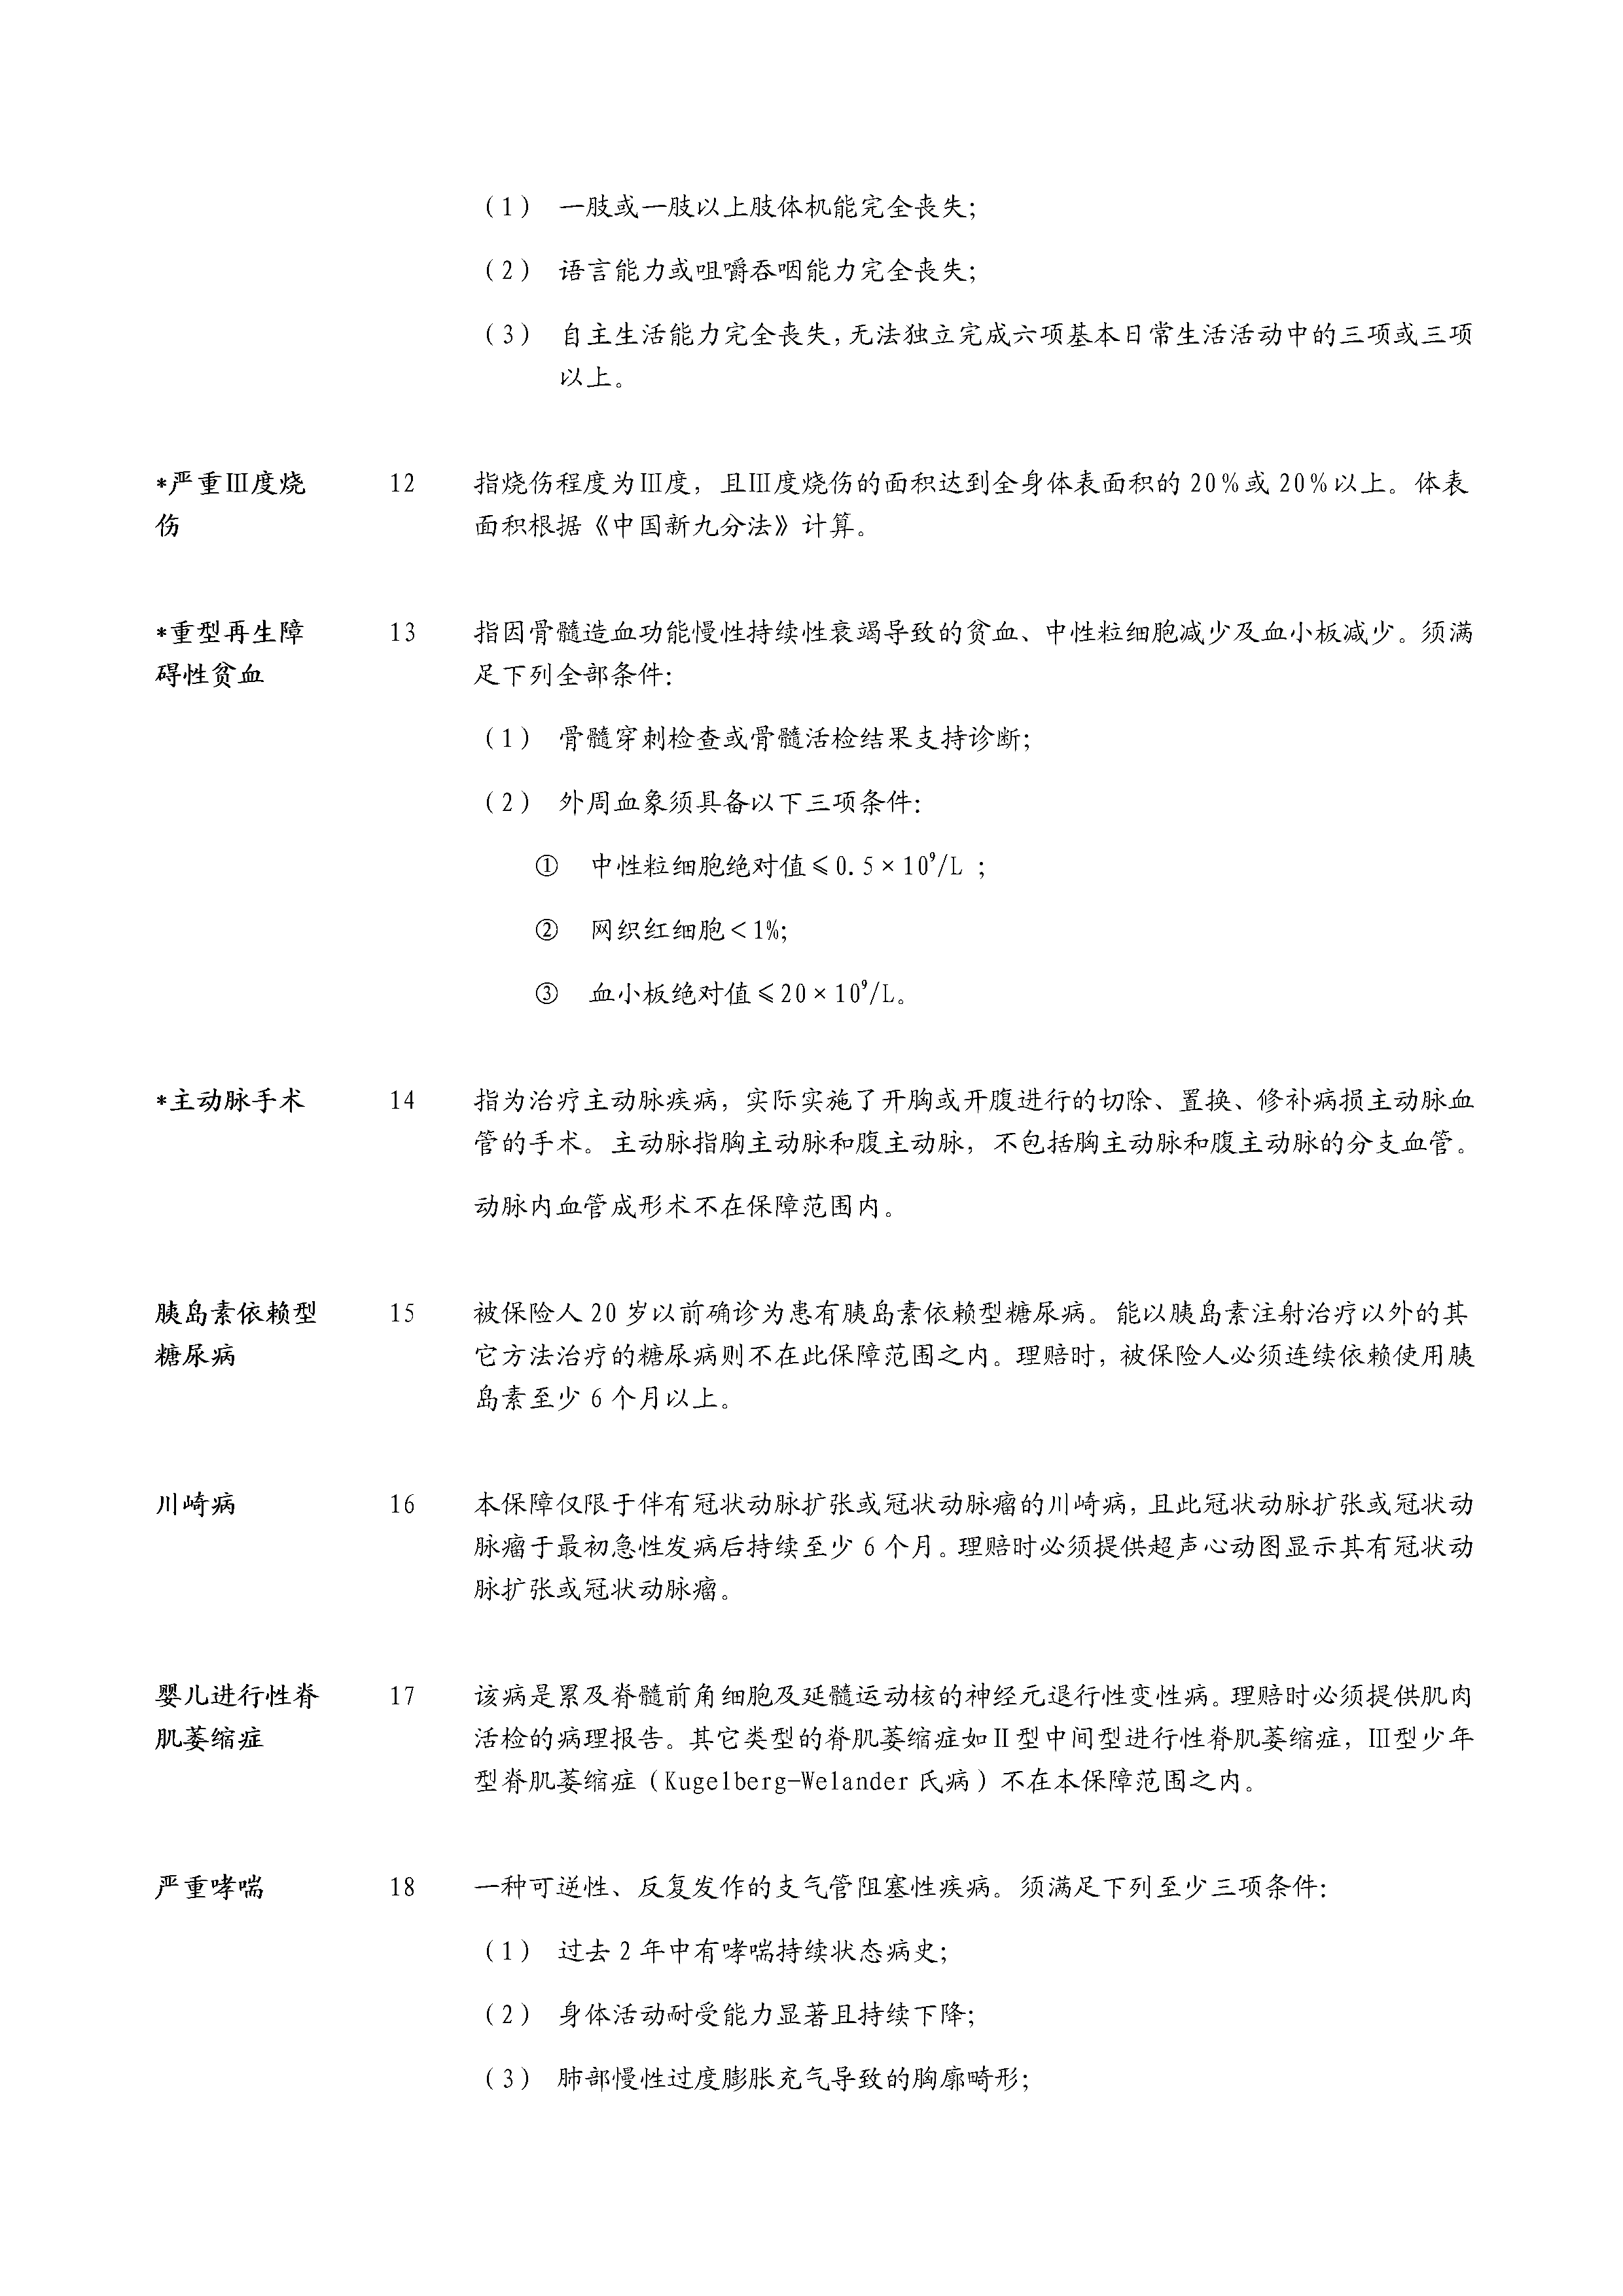 （1） 一肢或一肢以上肢体机能完全丧失；
（2） 语言能力或咀嚼吞咽能力完全丧失；
（3） 自主生活能力完全丧失，无法独立完成六项基本日常生活活动中的三项或三项
以上。
*严重Ⅲ度烧 12 指烧伤程度为Ⅲ度，且Ⅲ度烧伤的面积达到全身体表面积的 20%或 20%以上。体表
伤 面积根据《中国新九分法》计算。
*重型再生障 13 指因骨髓造血功能慢性持续性衰竭导致的贫血、中性粒细胞减少及血小板减少。须满
碍性贫血 足下列全部条件：
（1） 骨髓穿刺检查或骨髓活检结果支持诊断；
（2） 外周血象须具备以下三项条件：
① 中性粒细胞绝对值≤0.5×10⁹/L ；
② 网织红细胞＜1%；
③ 血小板绝对值≤20×10⁹/L。
*主动脉手术 14 指为治疗主动脉疾病，实际实施了开胸或开腹进行的切除、置换、修补病损主动脉血
管的手术。主动脉指胸主动脉和腹主动脉，不包括胸主动脉和腹主动脉的分支血管。
动脉内血管成形术不在保障范围内。
胰岛素依赖型 15 被保险人 20 岁以前确诊为患有胰岛素依赖型糖尿病。能以胰岛素注射治疗以外的其
糖尿病 它方法治疗的糖尿病则不在此保障范围之内。理赔时，被保险人必须连续依赖使用胰
岛素至少 6 个月以上。
川崎病 16 本保障仅限于伴有冠状动脉扩张或冠状动脉瘤的川崎病，且此冠状动脉扩张或冠状动
脉瘤于最初急性发病后持续至少 6 个月。理赔时必须提供超声心动图显示其有冠状动
脉扩张或冠状动脉瘤。
婴儿进行性脊 17 该病是累及脊髓前角细胞及延髓运动核的神经元退行性变性病。理赔时必须提供肌肉
肌萎缩症 活检的病理报告。其它类型的脊肌萎缩症如Ⅱ型中间型进行性脊肌萎缩症，Ⅲ型少年
型脊肌萎缩症（Kugelberg-Welander 氏病）不在本保障范围之内。
严重哮喘 18 一种可逆性、反复发作的支气管阻塞性疾病。须满足下列至少三项条件：
（1） 过去 2 年中有哮喘持续状态病史；
（2） 身体活动耐受能力显著且持续下降；
（3） 肺部慢性过度膨胀充气导致的胸廓畸形；